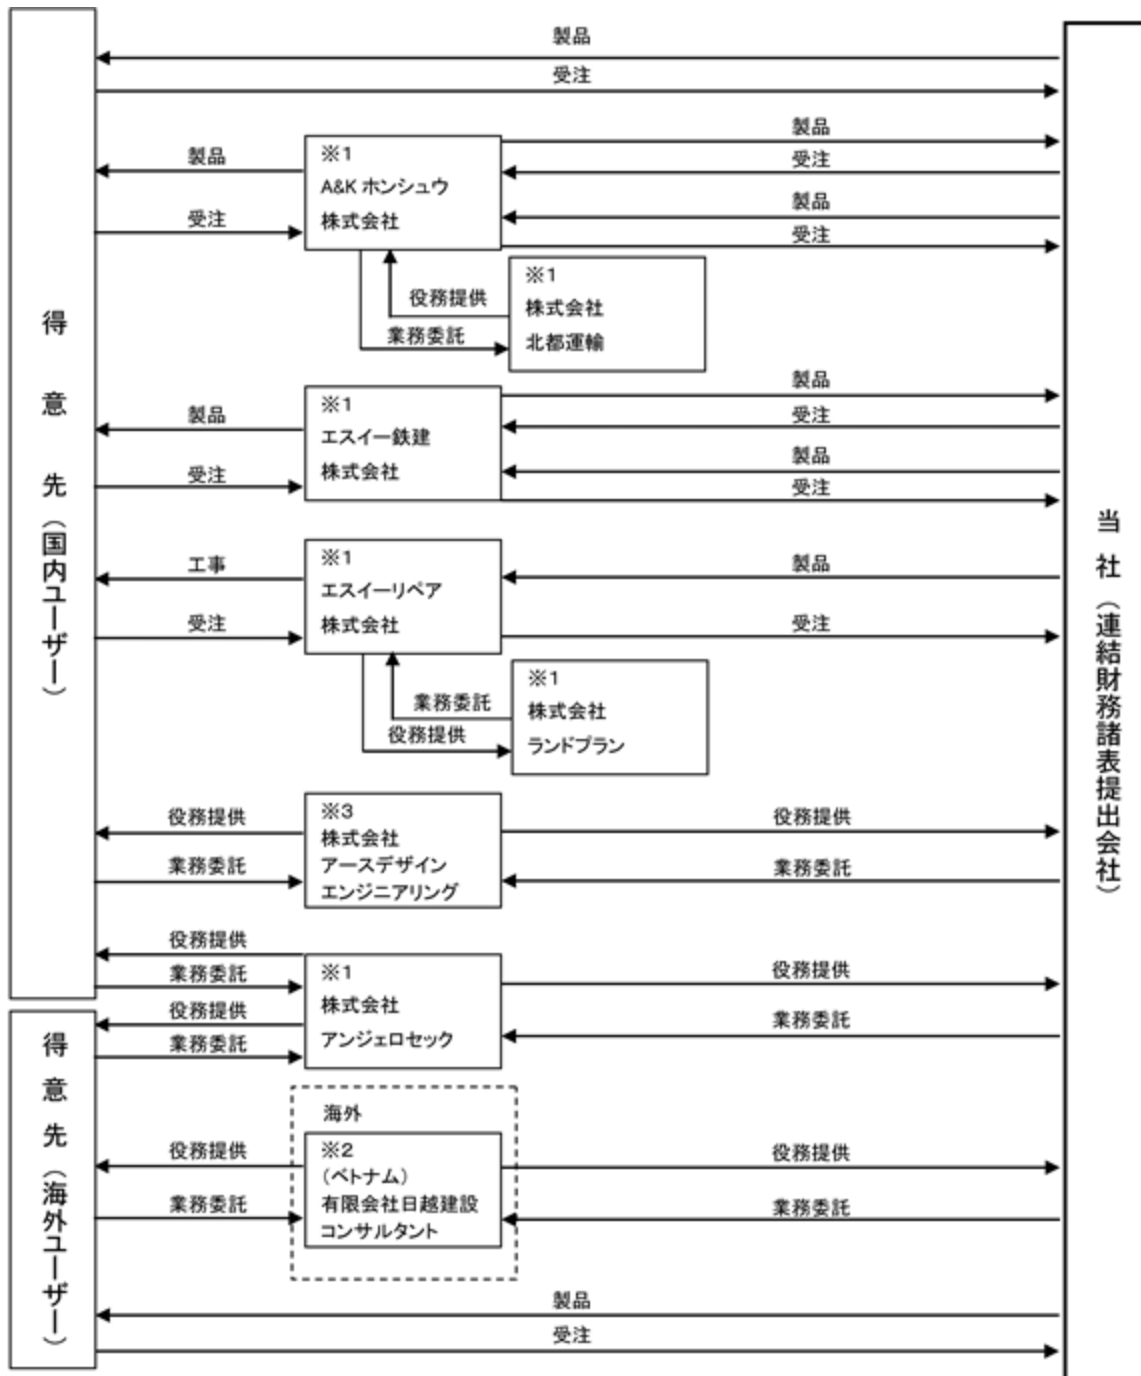 製品
受注
製品
受注
※1
A&K ホンシュウ
株式会社
製品
受注
製品
受注
役務提供
業務委託
※1
株式会社
北都運輸
製品
受注
※1
エスイー鉄建
株式会社
製品
受注
製品
受注
工事
受注
※1
エスイーリペア
株式会社
製品
受注
業務委託
役務提供
※1
株式会社
ランドプラン
役務提供
業務委託
※3
株式会社
アースデザイン
エンジニアリング
役務提供
業務委託
役務提供
業務委託
役務提供
業務委託
※1
株式会社
アンジェロセック
役務提供
業務委託
海外
役務提供
業務委託
※2
(ベトナム)
有限会社日越建設
コンサルタント
役務提供
業務委託
製品
受注
得意先(国内ユーザー)
得意先(海外ユーザー)
当社(連結財務諸表提出会社)